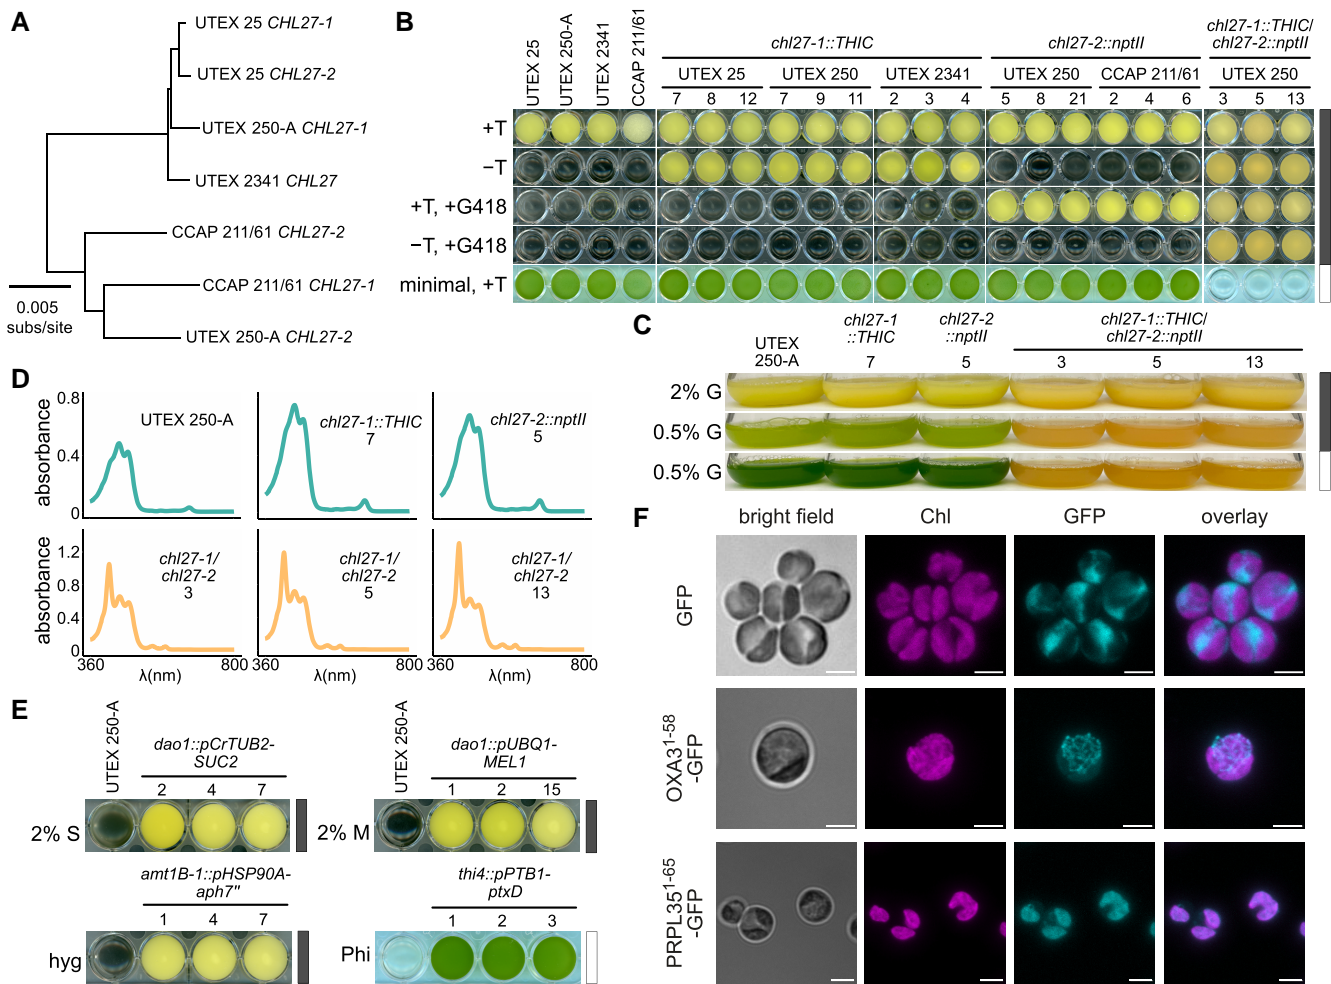 A
UTEX 25 CHL27-1
UTEX 25 CHL27-2
UTEX 250-A CHL27-1
UTEX 2341 CHL27
CCAP 211/61 CHL27-2
CCAP 211/61 CHL27-1
UTEX 250-A CHL27-2
0.005
subs/site
B
UTEX 25
UTEX 250-A
UTEX 2341
CCAP 211/61
chl27-1::THIC
chl27-2::nptII
chl27-1::THIC/
chl27-2::nptII
UTEX 25 UTEX 250 UTEX 2341 UTEX 250 CCAP 211/61 UTEX 250
7 8 12 7 9 11 2 3 4 5 8 21 2 4 6 3 5 13
+T
−T
+T, +G418
−T, +G418
minimal, +T
C
UTEX
250-A
chl27-1
::THIC
7
chl27-2
::nptII
5
chl27-1::THIC/
chl27-2::nptII
3 5 13
2% G
0.5% G
0.5% G
D
absorbance
0.8
0.4
0
UTEX 250-A
chl27-1::THIC
7
chl27-2::nptII
5
absorbance
1.2
0.8
0.4
0
chl27-1/
chl27-2
3
chl27-1/
chl27-2
5
chl27-1/
chl27-2
13
360 360 360 800
λ(nm) λ(nm) λ(nm)
E
UTEX 250-A
dao1::pCrTUB2-
SUC2
2 4 7
2% S
UTEX 250-A
dao1::pUBQ1-
MEL1
1 2 15
2% M
amt1B-1::pHSP90A-
aph7"
1 4 7
hyg
thi4::pPTB1-
ptxD
1 2 3
Phi
F
bright field Chl GFP overlay
GFP
OXA3¹⁻⁵⁸
-GFP
PRPL35¹⁻⁶⁵
-GFP